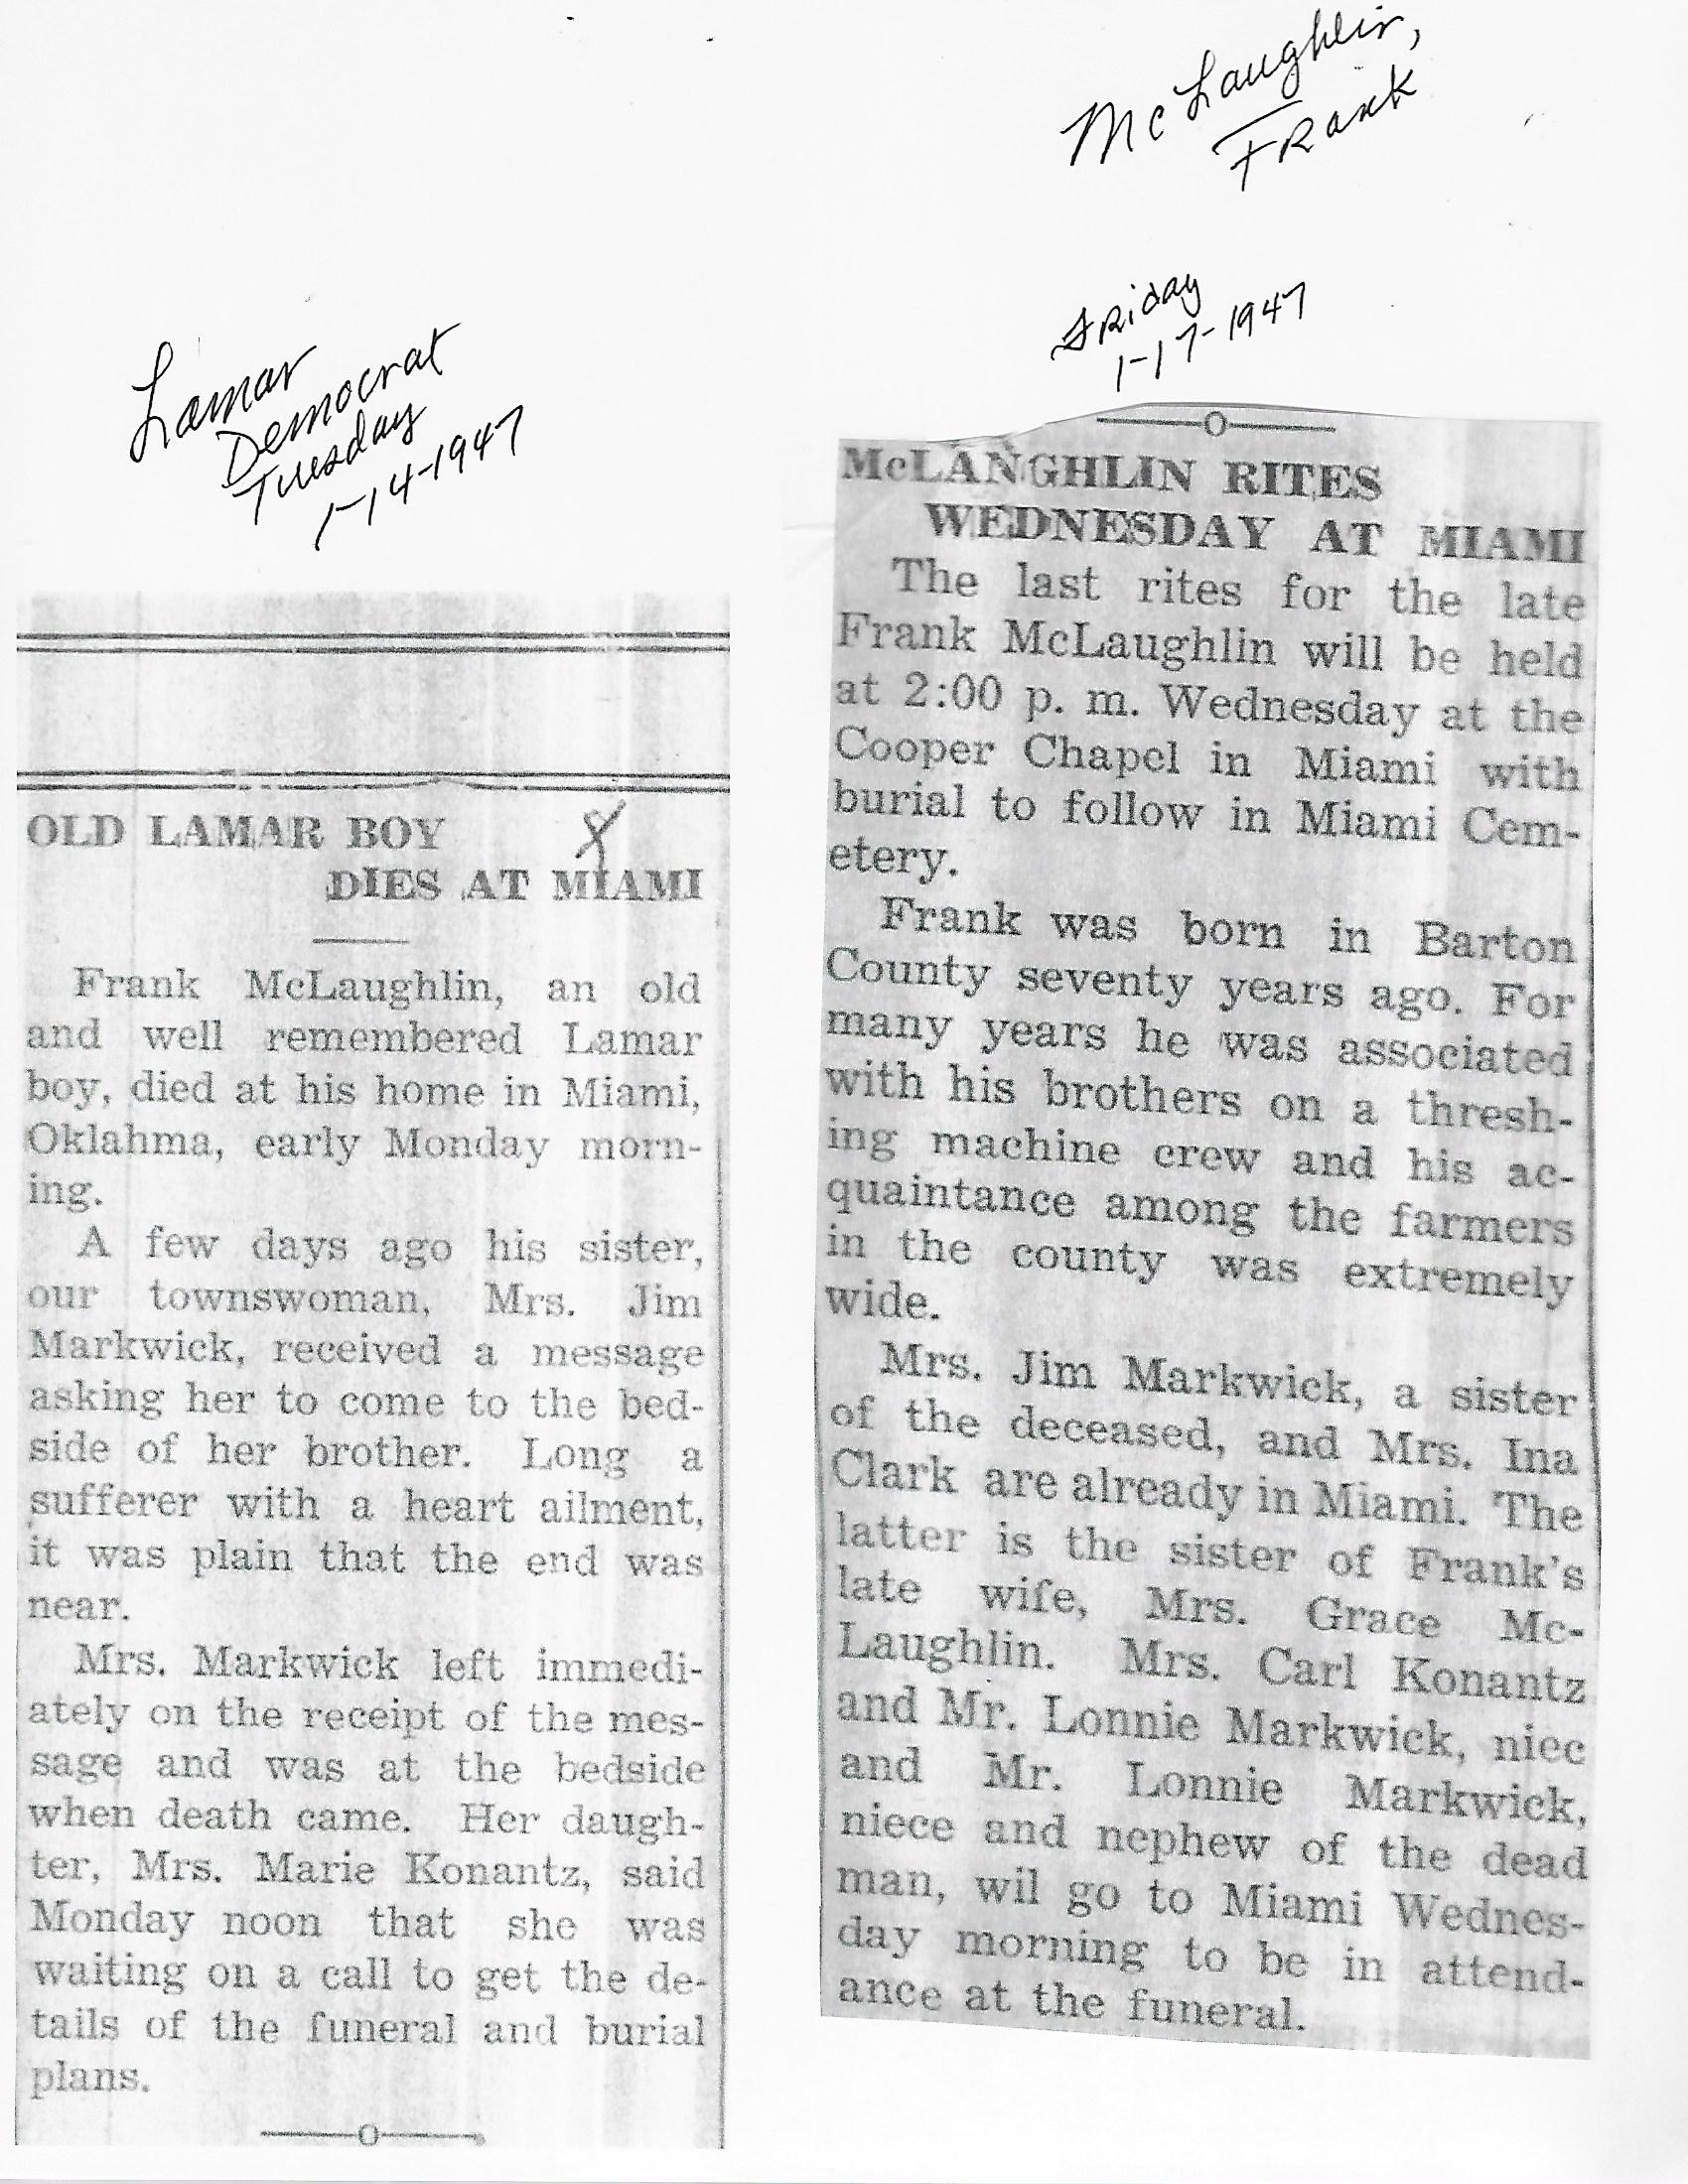 McLaughlin,
Frank
Lamar
Democrat
Tuesday
1-14-1947
OLD LAMAR BOY X
DIES AT MIAMI
Frank McLaughlin, an old
and well remembered Lamar
boy, died at his home in Miami,
Oklahma, early Monday morn-
ing.
A few days ago his sister,
our townswoman, Mrs. Jim
Markwick, received a message
asking her to come to the bed-
side of her brother. Long a
sufferer with a heart ailment,
it was plain that the end was
near.
Mrs. Markwick left immedi-
ately on the receipt of the mes-
sage and was at the bedside
when death came. Her daugh-
ter, Mrs. Marie Konantz, said
Monday noon that she was
waiting on a call to get the de-
tails of the funeral and burial
plans.
Friday
1-17-1947
McLANGHLIN RITES
WEDNESDAY AT MIAMI
The last rites for the late
Frank McLaughlin will be held
at 2:00 p. m. Wednesday at the
Cooper Chapel in Miami with
burial to follow in Miami Cem-
etery.
Frank was born in Barton
County seventy years ago. For
many years he was associated
with his brothers on a thresh-
ing machine crew and his ac-
quaintance among the farmers
in the county was extremely
wide.
Mrs. Jim Markwick, a sister
of the deceased, and Mrs. Ina
Clark are already in Miami. The
latter is the sister of Frank's
late wife, Mrs. Grace Mc-
Laughlin. Mrs. Carl Konantz
and Mr. Lonnie Markwick, niec
and Mr. Lonnie Markwick,
niece and nephew of the dead
man, wil go to Miami Wednes-
day morning to be in attend-
ance at the funeral.